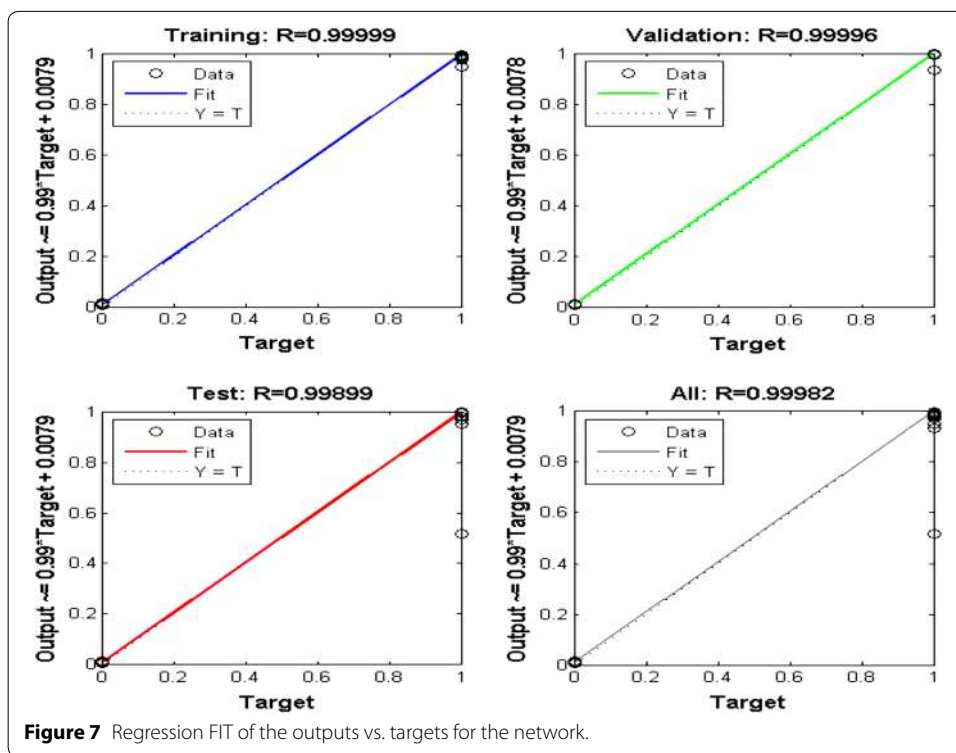 Training: R=0.99999
Output ~= 0.99*Target + 0.0079
1
0.8
0.6
0.4
0.2
0
Data
Fit
Y = T
0 0.2 0.4 0.6 0.8 1
Target
Validation: R=0.99996
Output ~= 0.99*Target + 0.0078
1
0.8
0.6
0.4
0.2
0
Data
Fit
Y = T
0 0.2 0.4 0.6 0.8 1
Target
Test: R=0.99899
Output ~= 0.99*Target + 0.0079
1
0.8
0.6
0.4
0.2
0
Data
Fit
Y = T
0 0.2 0.4 0.6 0.8 1
Target
All: R=0.99982
Output ~= 0.99*Target + 0.0079
1
0.8
0.6
0.4
0.2
0
Data
Fit
Y = T
0 0.2 0.4 0.6 0.8 1
Target
Figure 7 Regression FIT of the outputs vs. targets for the network.